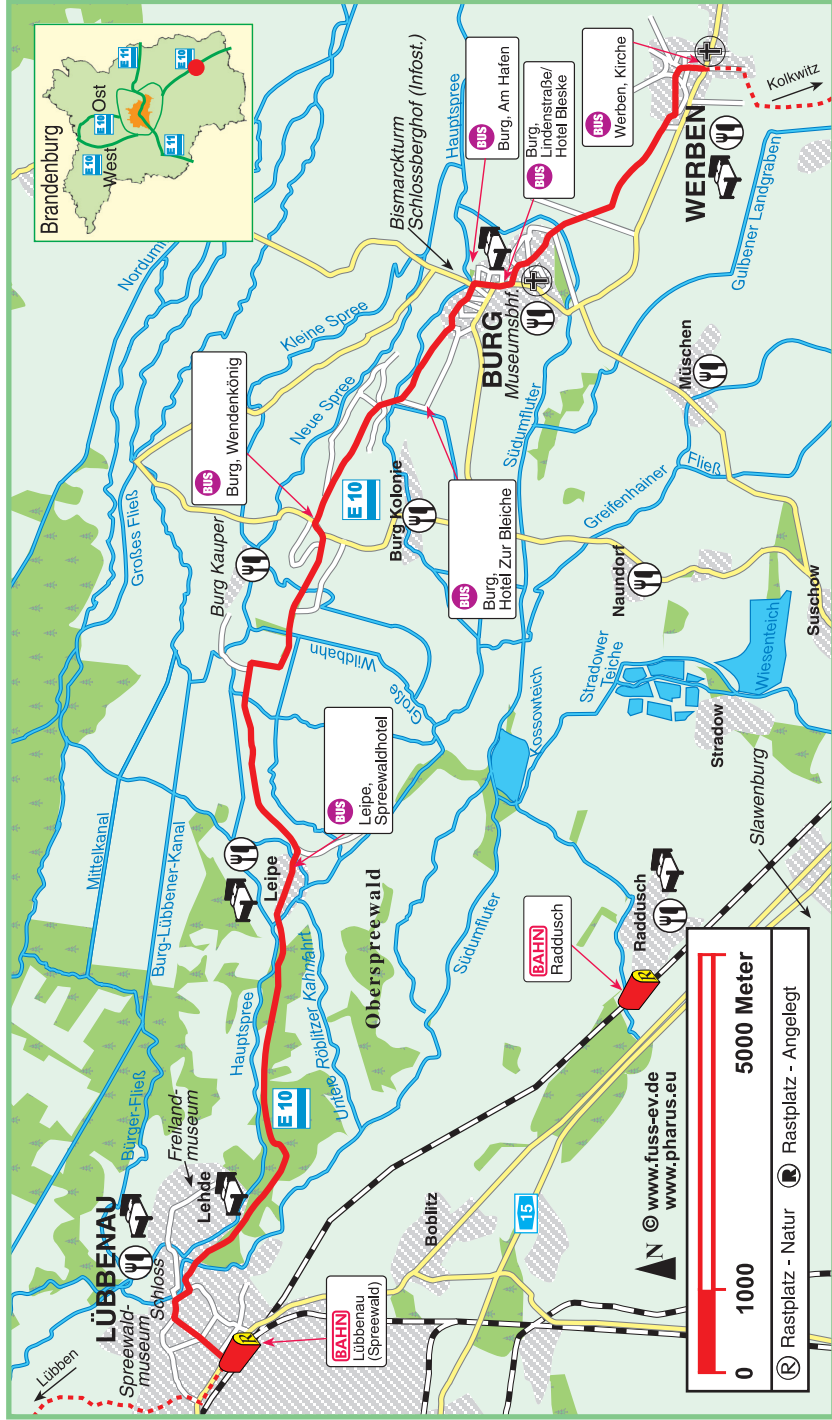 Brandenburg
E 10
West
E 10
Ost
E 11
E 10
E 11
Lübben
LÜBBENAU
Spreewald-
museum
Schloss
Lehde
Freiland-
museum
BAHN
Lübbenau
(Spreewald)
Bürger-Fließ
Burg-Lübbener-Kanal
Mittelkanal
Hauptspree
E 10
Untere Röblitzer Kahnfahrt
Oberspreewald
Südumfluter
Leipe
BUS
Leipe,
Spreewaldhotel
Große
Wildbahn
Großes Fließ
Burg Kauper
BUS
Burg, Wendenkönig
Neue Spree
Kleine Spree
E 10
Burg Kolonie
BUS
Burg,
Hotel Zur Bleiche
Südumfluter
Bismarckturm
Schlossberghof (Infost.)
Hauptspree
BUS
Burg, Am Hafen
Burg,
Lindenstraße/
BUS
Hotel Bleske
BURG
Museumsbhf.
BUS
Werben, Kirche
WERBEN
Kolkwitz
Gulbener Landgraben
Müschen
Greifenhainer
Fließ
Naundorf
Suschow
Kossowteich
Stradower
Teiche
Wiesenteich
Stradow
Slawenburg
BAHN
Raddusch
Raddusch
Boblitz
15
N
© www.fuss-ev.de
www.pharus.eu
0
1000
5000 Meter
R Rastplatz - Natur
R Rastplatz - Angelegt